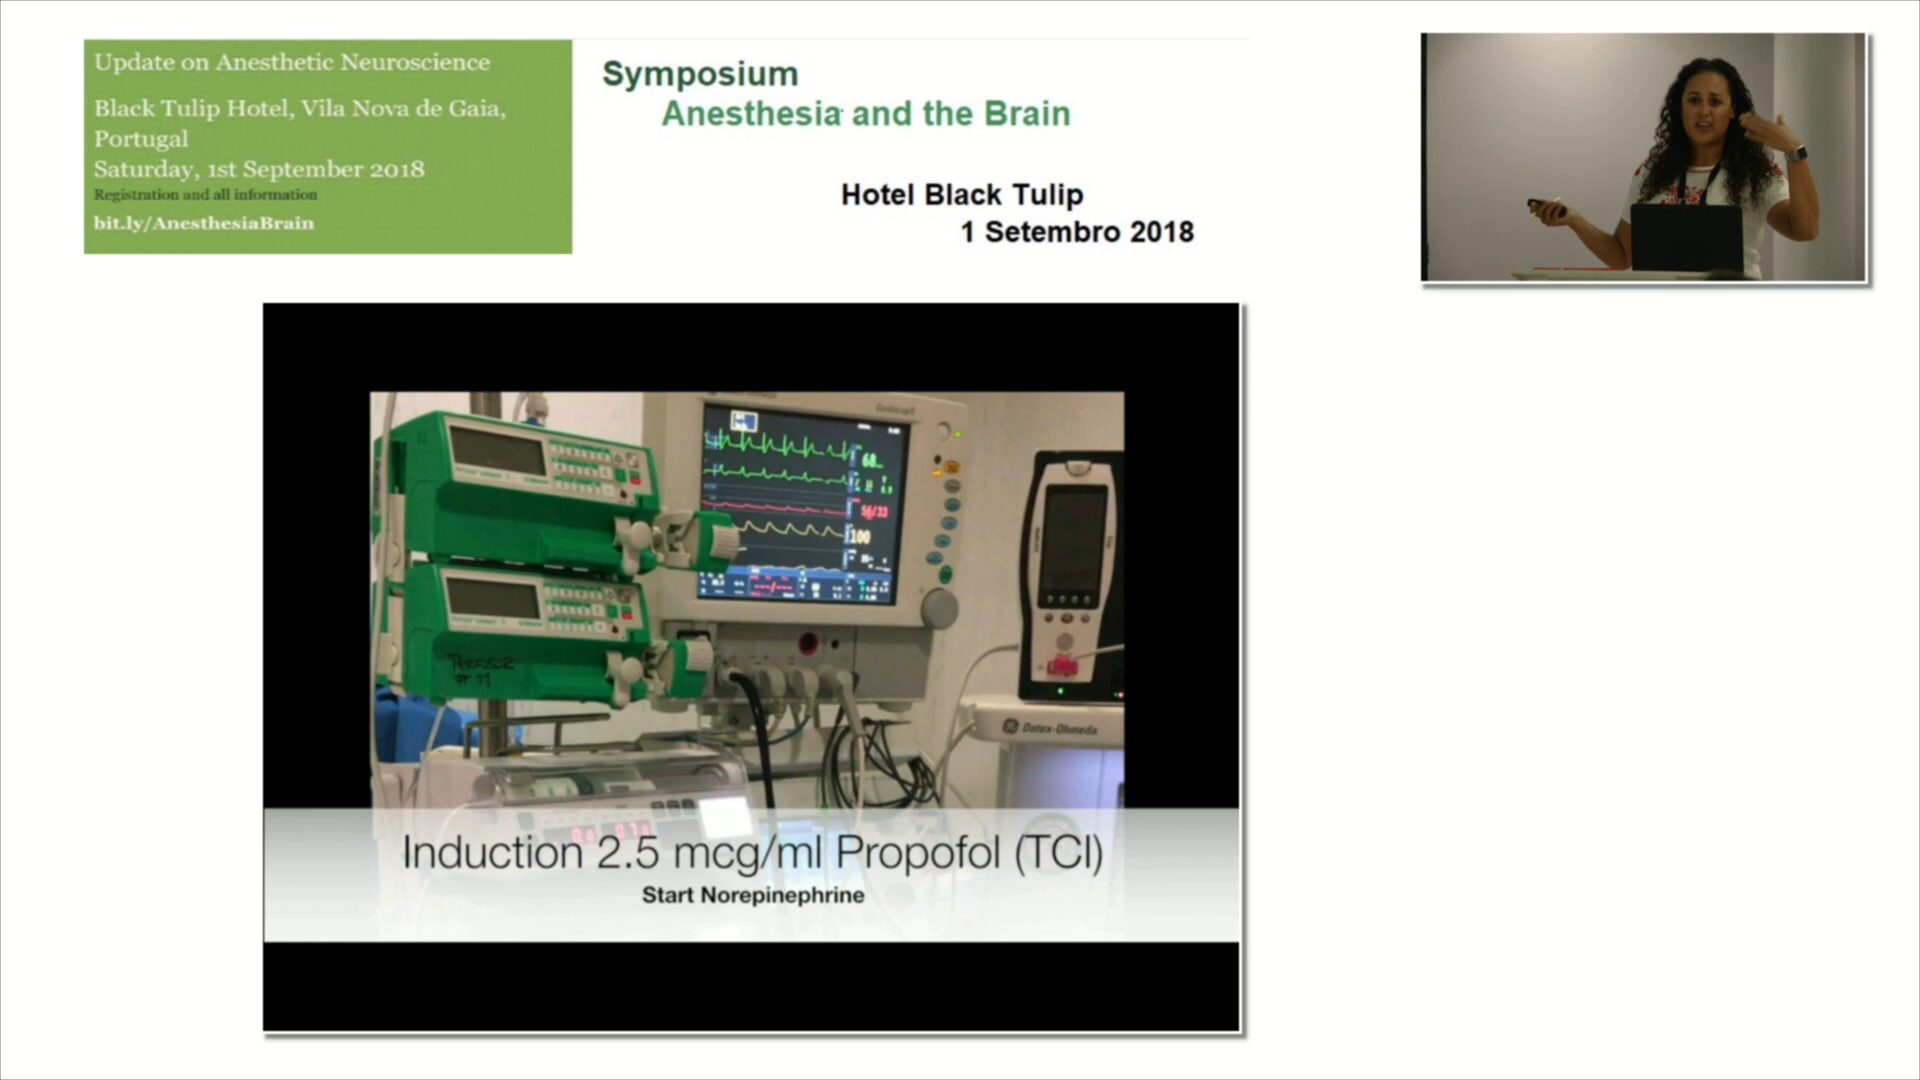 Update on Anesthetic Neuroscience
Black Tulip Hotel, Vila Nova de Gaia,
Portugal
Saturday, 1st September 2018
Registration and all information
bit.ly/AnesthesiaBrain
Symposium
Anesthesia and the Brain
Hotel Black Tulip
1 Setembro 2018
68
56/33
100
#11
Datex-Ohmeda
Induction 2.5 mcg/ml Propofol (TCI)
Start Norepinephrine